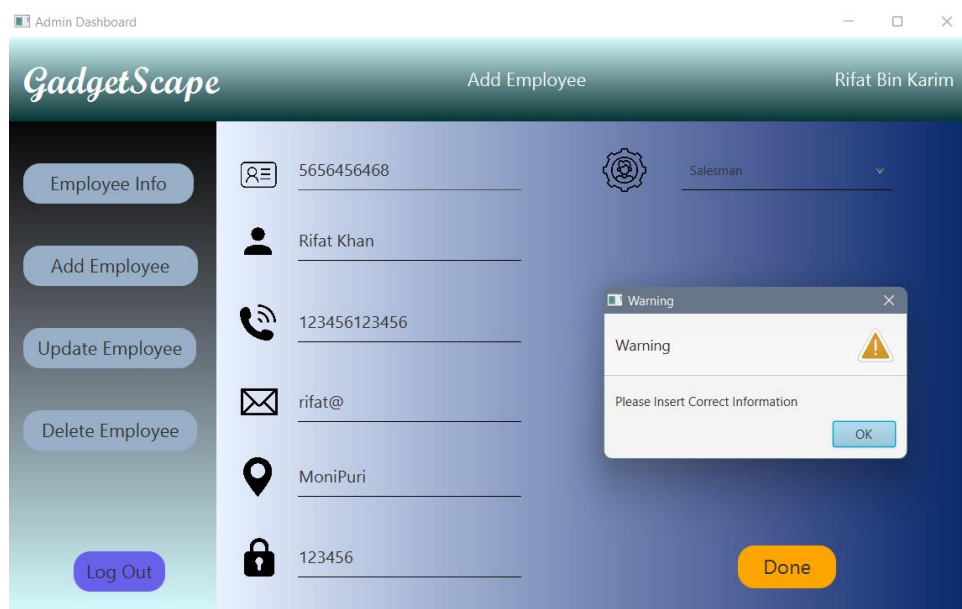 Admin Dashboard
GadgetScape
Add Employee
Rifat Bin Karim
Employee Info
Add Employee
Update Employee
Delete Employee
Log Out
5656456468
Rifat Khan
123456123456
rifat@
MoniPuri
123456
Salesman
Warning
Warning
Please Insert Correct Information
OK
Done